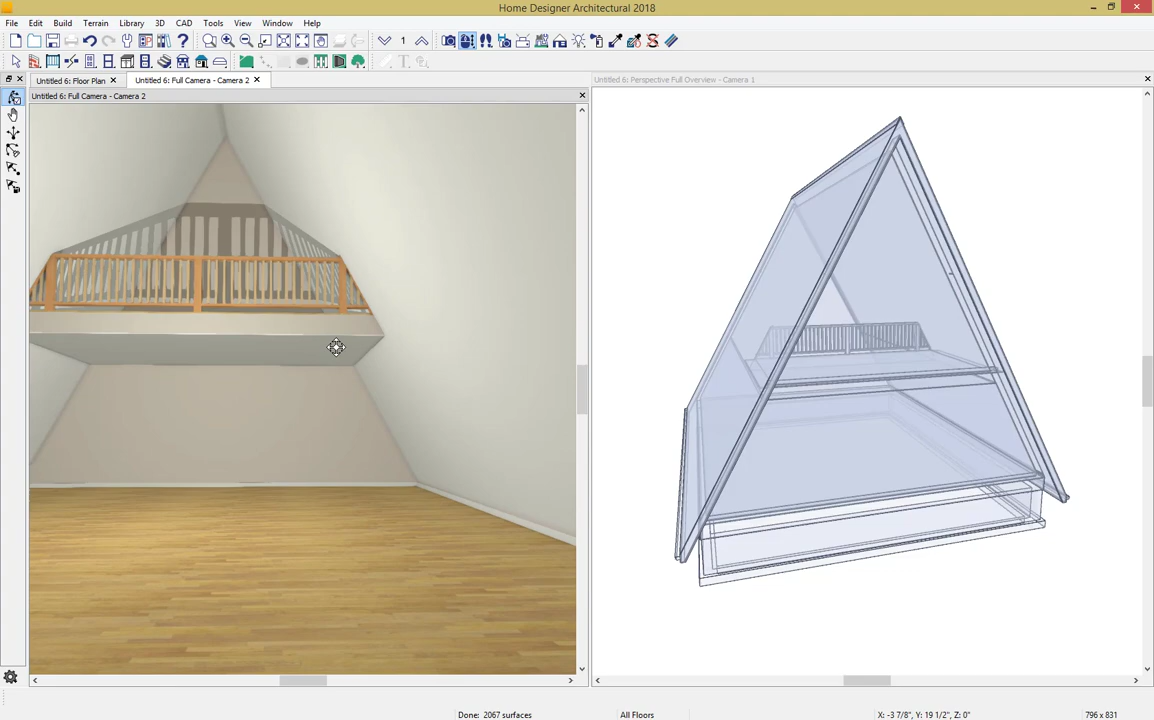 Home Designer Architectural 2018
File Edit Build Terrain Library 3D CAD Tools View Window Help
1
Untitled 6: Floor Plan
Untitled 6: Full Camera - Camera 2
Untitled 6: Perspective Full Overview - Camera 1
Untitled 6: Full Camera - Camera 2
Done: 2067 surfaces
All Floors
X: -3 7/8", Y: 19 1/2", Z: 0"
796 x 831